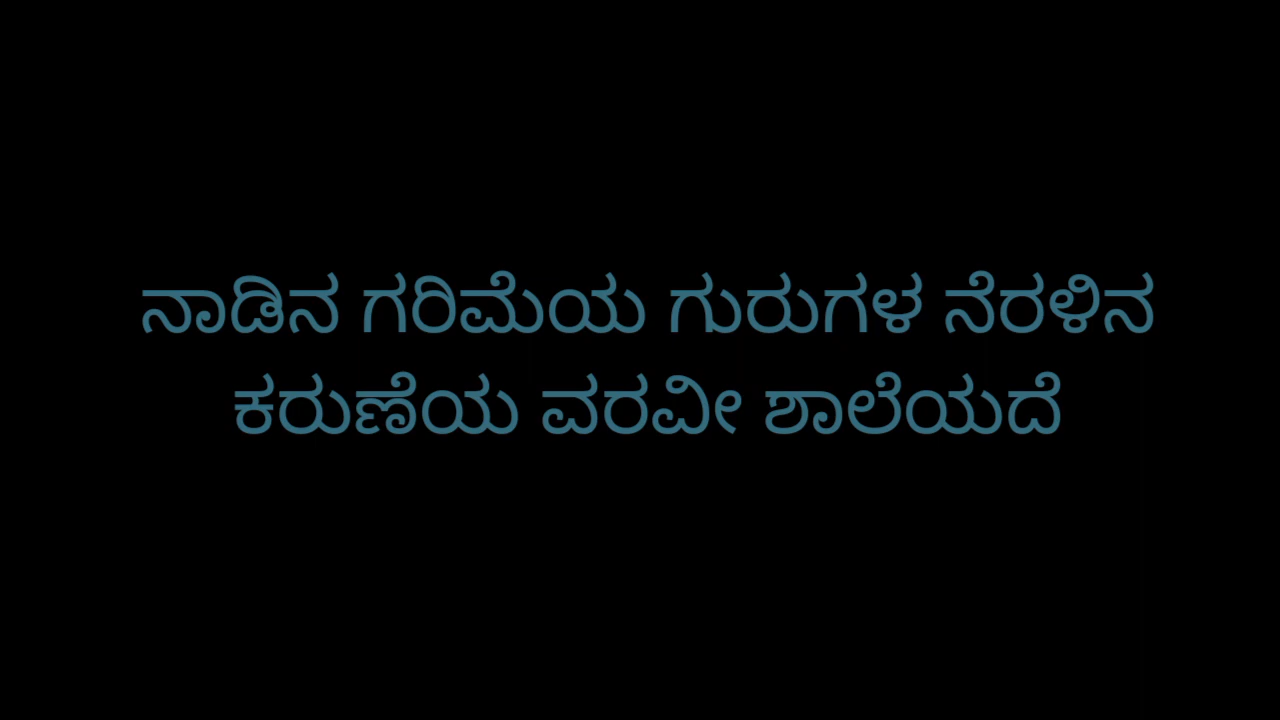 ನಾಡಿನ ಗರಿಮೆಯ ಗುರುಗಳ ನೆರಳಿನ
ಕರುಣೆಯ ವರವೀ ಶಾಲೆಯದೆ